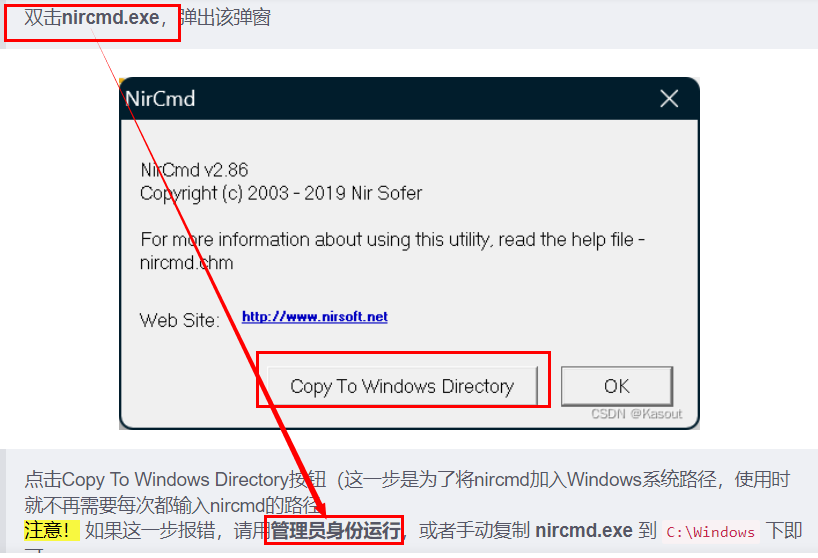 双击nircmd.exe，弹出该弹窗
NirCmd
NirCmd v2.86
Copyright (c) 2003 - 2019 Nir Sofer
For more information about using this utility, read the help file -
nircmd.chm
Web Site: http://www.nirsoft.net
Copy To Windows Directory
OK
CSDN @Kasout
点击Copy To Windows Directory按钮（这一步是为了将nircmd加入Windows系统路径，使用时
就不再需要每次都输入nircmd的路径
注意！ 如果这一步报错，请用管理员身份运行，或者手动复制 nircmd.exe 到 C:\Windows 下即